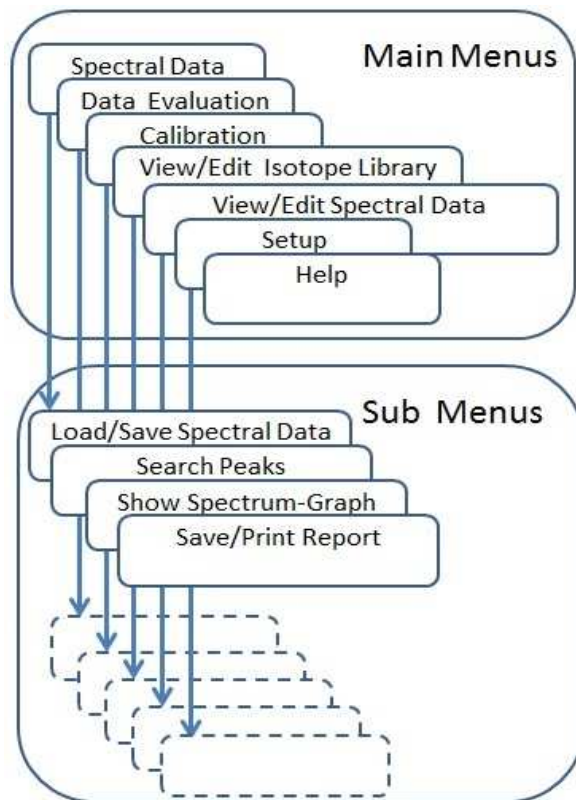 Main Menus
Spectral Data
Data Evaluation
Calibration
View/Edit Isotope Library
View/Edit Spectral Data
Setup
Help
Sub Menus
Load/Save Spectral Data
Search Peaks
Show Spectrum-Graph
Save/Print Report